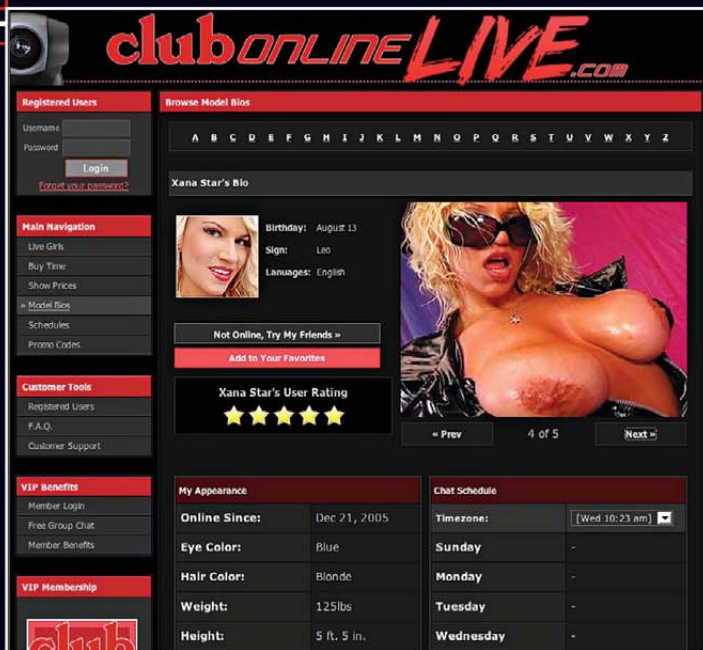 club ONLINE LIVE.com
Registered Users
Username
Password
Login
Forget your password?
Main Navigation
Live Girls
Buy Time
Show Prices
» Model Bios
Schedules
Promo Codes
Customer Tools
Registered Users
F.A.Q.
Customer Support
VIP Benefits
Member Login
Free Group Chat
Member Benefits
VIP Membership
club
Browse Model Bios
A B C D E F G H I J K L M N O P Q R S T U V W X Y Z
Xana Star's Bio
Birthday: August 13
Sign: Leo
Lanuages: English
Not Online, Try My Friends »
Add to Your Favorites
Xana Star's User Rating
« Prev 4 of 5 Next »
My Appearance
Online Since: Dec 21, 2005
Eye Color: Blue
Hair Color: Blonde
Weight: 125lbs
Height: 5 ft. 5 in.
Chat Schedule
Timezone: [Wed 10:23 am]
Sunday -
Monday -
Tuesday -
Wednesday -